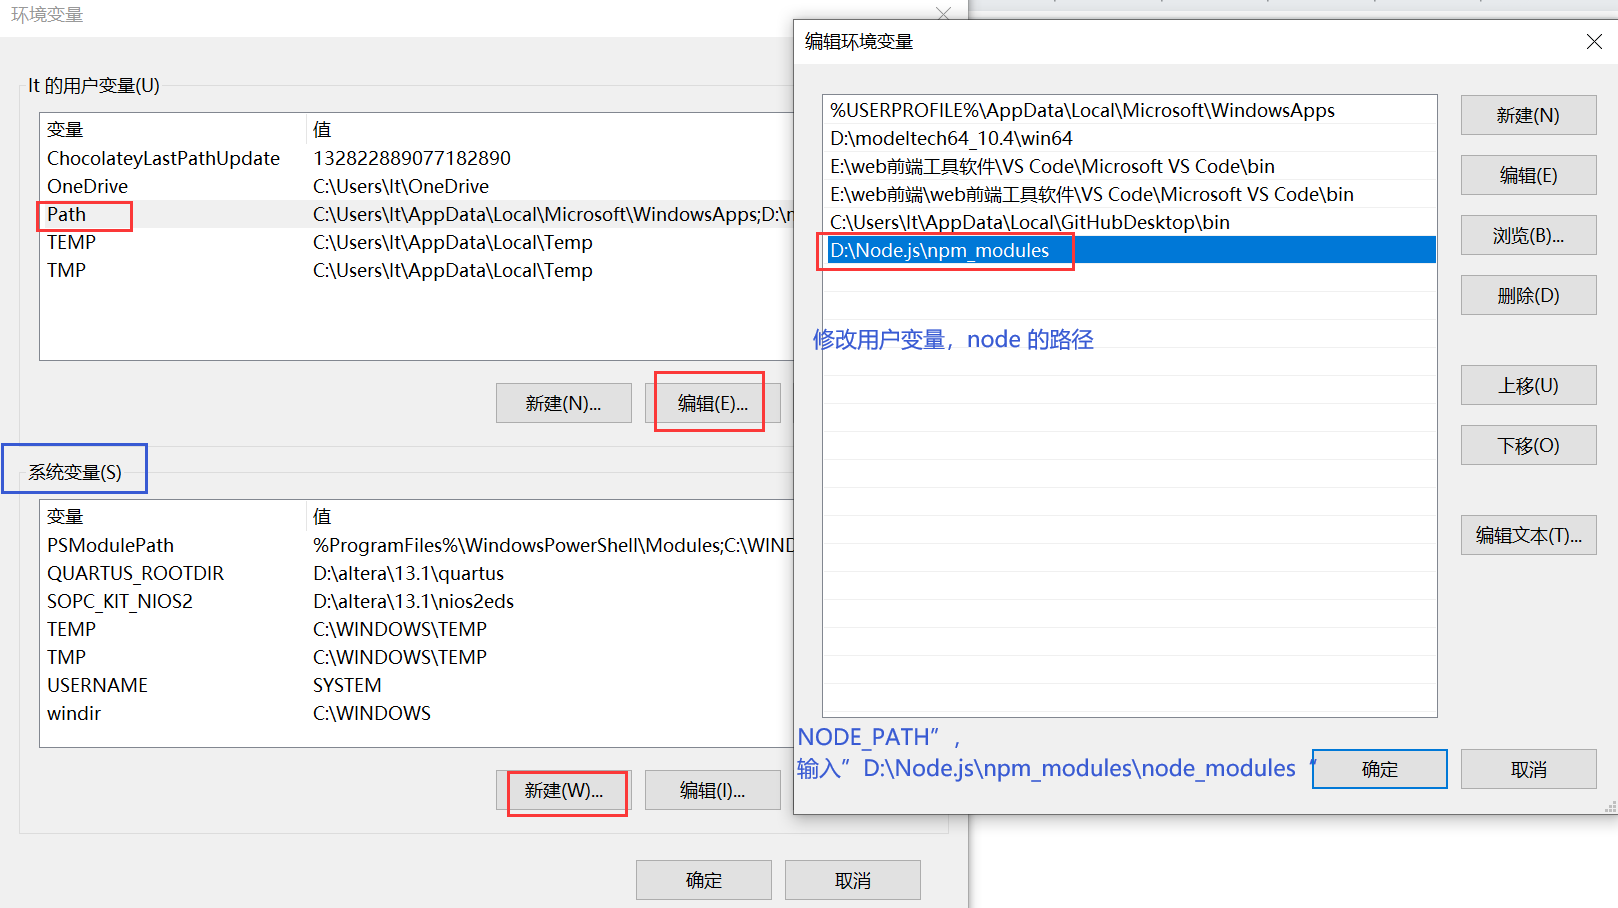 环境变量
lt 的用户变量(U)
变量 值
ChocolateyLastPathUpdate 132822889077182890
OneDrive C:\Users\lt\OneDrive
Path C:\Users\lt\AppData\Local\Microsoft\WindowsApps;D:\
TEMP C:\Users\lt\AppData\Local\Temp
TMP C:\Users\lt\AppData\Local\Temp
新建(N)... 编辑(E)...
系统变量(S)
变量 值
PSModulePath %ProgramFiles%\WindowsPowerShell\Modules;C:\WIND
QUARTUS_ROOTDIR D:\altera\13.1\quartus
SOPC_KIT_NIOS2 D:\altera\13.1\nios2eds
TEMP C:\WINDOWS\TEMP
TMP C:\WINDOWS\TEMP
USERNAME SYSTEM
windir C:\WINDOWS
新建(W)... 编辑(I)...
确定 取消
编辑环境变量
%USERPROFILE%\AppData\Local\Microsoft\WindowsApps
D:\modeltech64_10.4\win64
E:\web前端工具软件\VS Code\Microsoft VS Code\bin
E:\web前端\web前端工具软件\VS Code\Microsoft VS Code\bin
C:\Users\lt\AppData\Local\GitHubDesktop\bin
D:\Node.js\npm_modules
修改用户变量，node 的路径
新建(N)
编辑(E)
浏览(B)...
删除(D)
上移(U)
下移(O)
编辑文本(T)...
NODE_PATH”，
输入” D:\Node.js\npm_modules\node_modules “
确定 取消